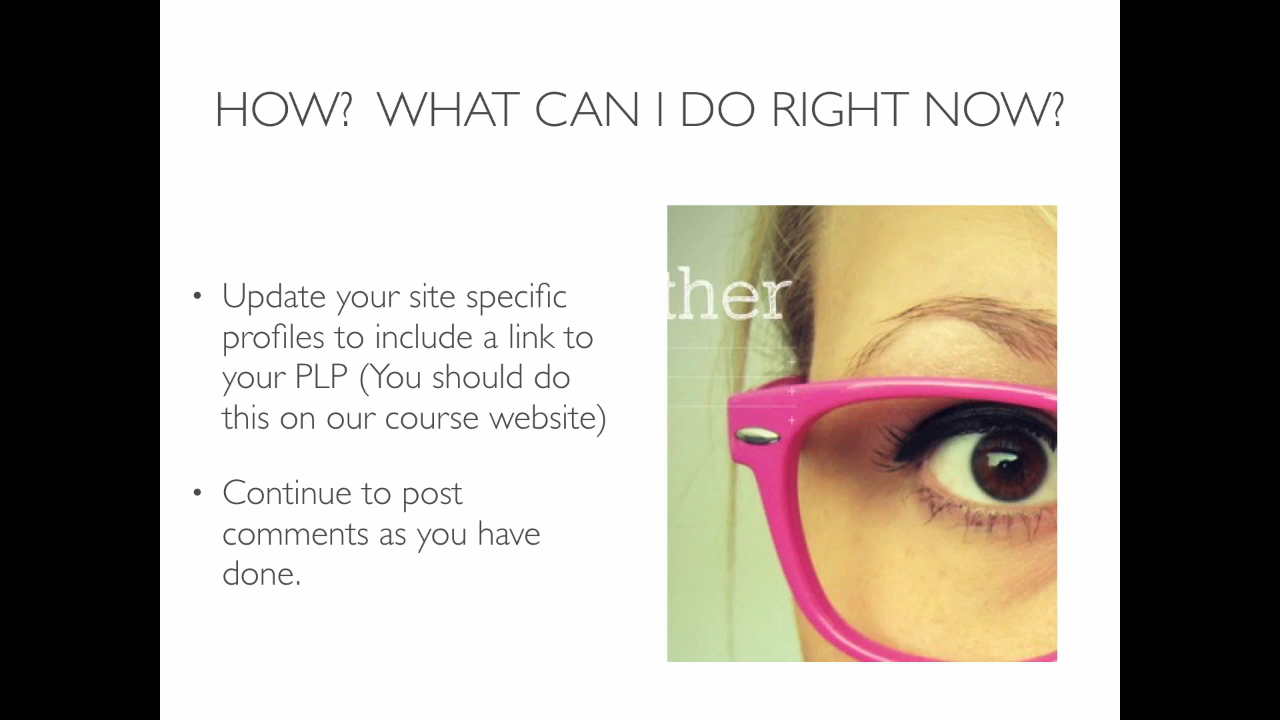 HOW?  WHAT CAN I DO RIGHT NOW?
• Update your site specific
profiles to include a link to
your PLP (You should do
this on our course website)
• Continue to post
comments as you have
done.
ther